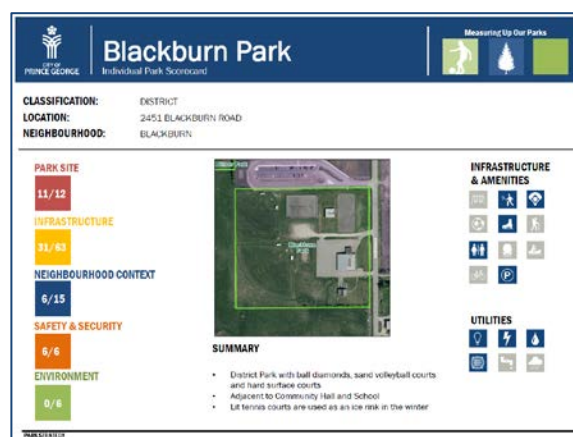 CITY OF
PRINCE GEORGE
Blackburn Park
Individual Park Scorecard
Measuring Up Our Parks
CLASSIFICATION: DISTRICT
LOCATION: 2451 BLACKBURN ROAD
NEIGHBOURHOOD: BLACKBURN
PARK SITE
11/12
INFRASTRUCTURE
31/63
NEIGHBOURHOOD CONTEXT
6/15
SAFETY & SECURITY
6/6
ENVIRONMENT
0/6
Blackburn
Park
SUMMARY
• District Park with ball diamonds, sand volleyball courts
and hard surface courts
• Adjacent to Community Hall and School
• Lit tennis courts are used as an ice rink in the winter
INFRASTRUCTURE
& AMENITIES
P
UTILITIES